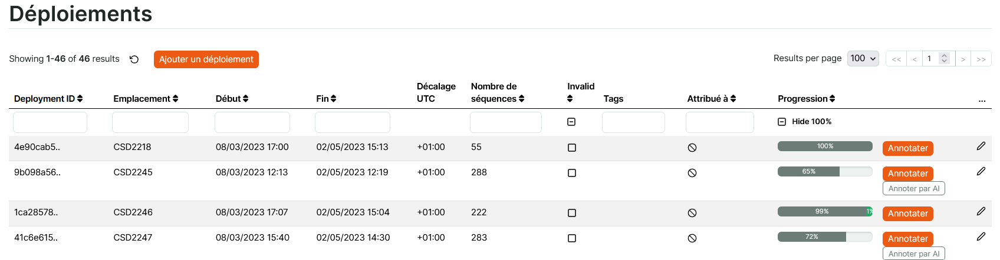 Déploiements
Showing 1-46 of 46 results
Ajouter un déploiement
Results per page 100 << < 1 > >>
Deployment ID Emplacement Début Fin Décalage UTC Nombre de séquences Invalid Tags Attribué à Progression ...
Hide 100%
4e90cab5.. CSD2218 08/03/2023 17:00 02/05/2023 15:13 +01:00 55 100% Annotater
9b098a56.. CSD2245 08/03/2023 12:13 02/05/2023 12:19 +01:00 288 65% Annotater
Annoter par AI
1ca28578.. CSD2246 08/03/2023 17:07 02/05/2023 15:04 +01:00 222 99% 1% Annotater
41c6e615.. CSD2247 08/03/2023 15:40 02/05/2023 14:30 +01:00 283 72% Annotater
Annoter par AI